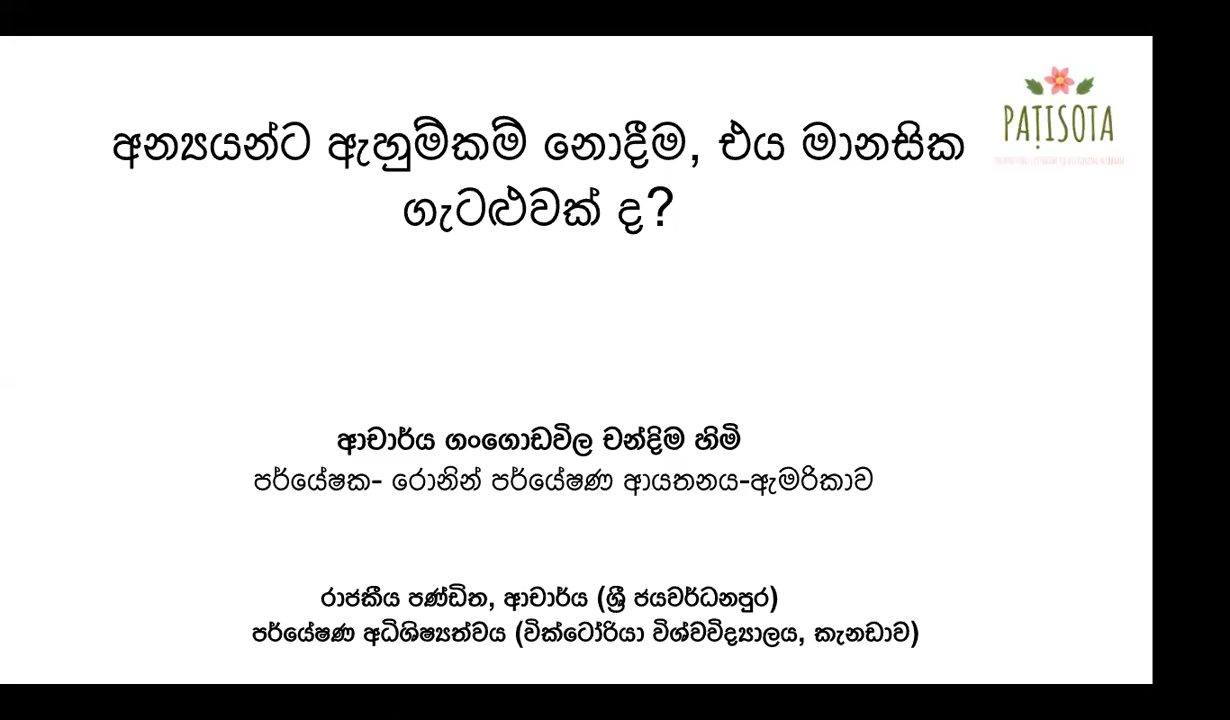 PAṬISOTA
අන්‍යයන්ට ඇහුම්කම් නොදීම, එය මානසික
ගැටළුවක් ද?
ආචාර්ය ගංගොඩවිල චන්දිම හිමි
පර්යේෂක- රොනින් පර්යේෂණ ආයතනය-ඇමරිකාව
රාජකීය පණ්ඩිත, ආචාර්ය (ශ්‍රී ජයවර්ධනපුර)
පර්යේෂණ අධිශිෂ්‍යත්වය (වික්ටෝරියා විශ්වවිද්‍යාලය, කැනඩාව)